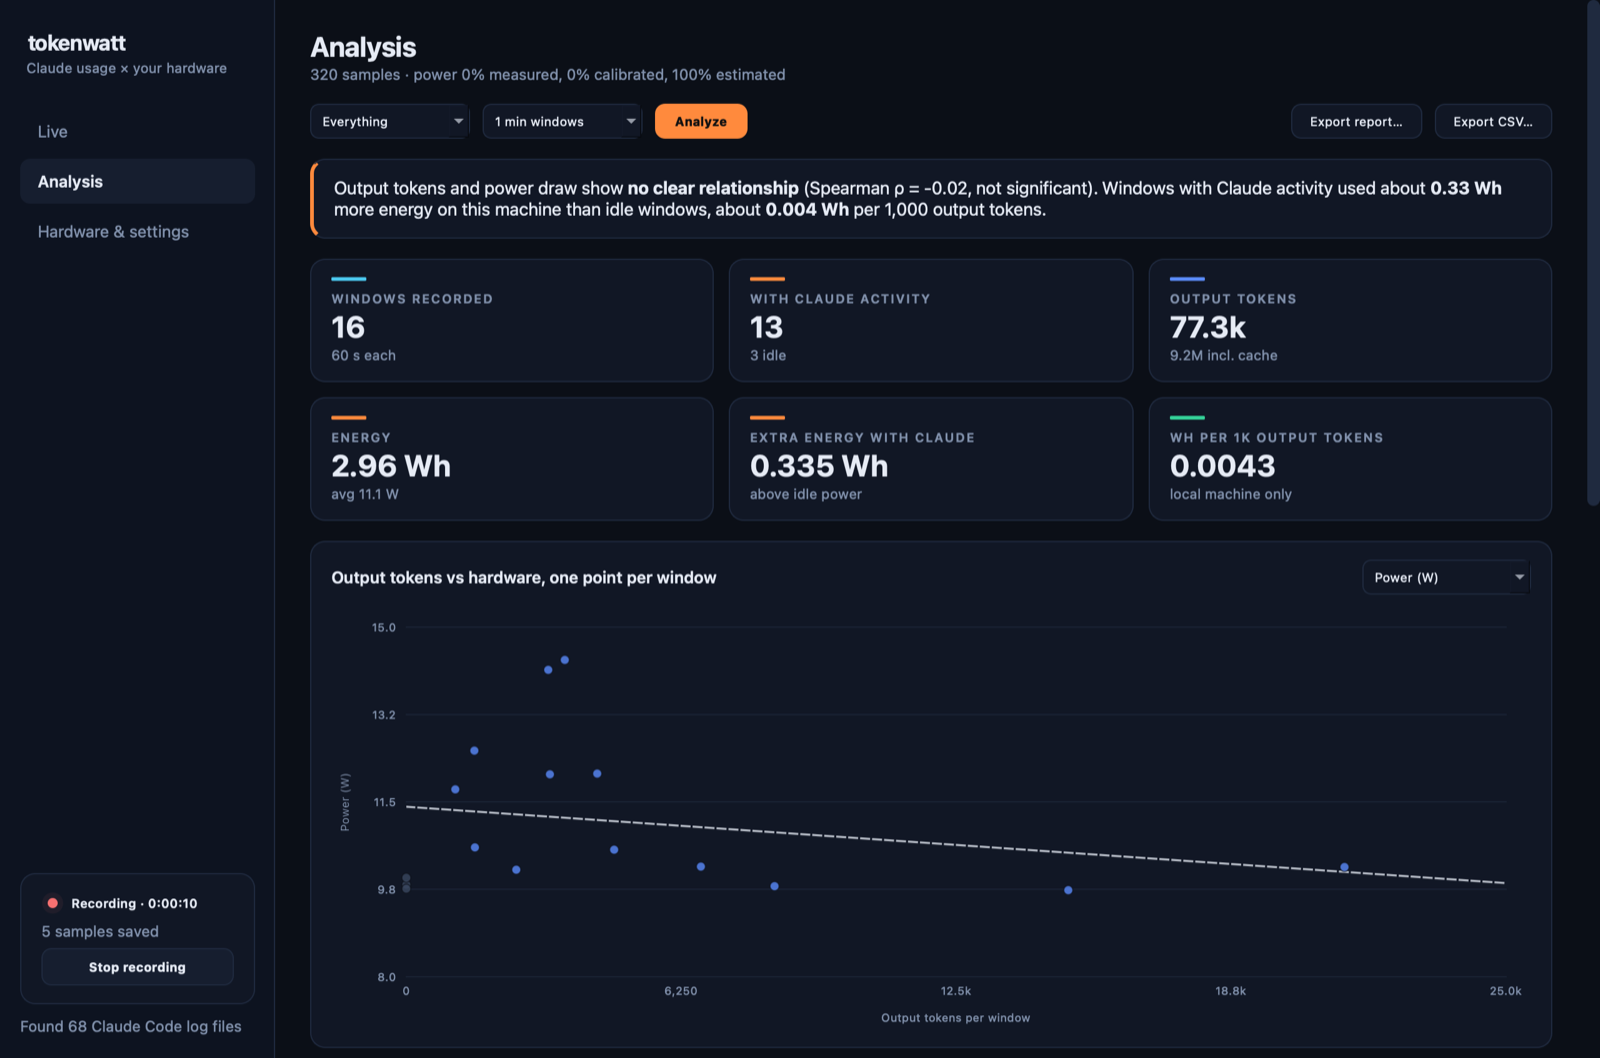 tokenwatt
Claude usage × your hardware
Live
Analysis
Hardware & settings
Recording · 0:00:10
5 samples saved
Stop recording
Found 68 Claude Code log files
Analysis
320 samples · power 0% measured, 0% calibrated, 100% estimated
Everything
1 min windows
Analyze
Export report...
Export CSV...
Output tokens and power draw show no clear relationship (Spearman ρ = -0.02, not significant). Windows with Claude activity used about 0.33 Wh
more energy on this machine than idle windows, about 0.004 Wh per 1,000 output tokens.
WINDOWS RECORDED
16
60 s each
WITH CLAUDE ACTIVITY
13
3 idle
OUTPUT TOKENS
77.3k
9.2M incl. cache
ENERGY
2.96 Wh
avg 11.1 W
EXTRA ENERGY WITH CLAUDE
0.335 Wh
above idle power
WH PER 1K OUTPUT TOKENS
0.0043
local machine only
Output tokens vs hardware, one point per window
Power (W)
15.0
13.2
11.5
9.8
8.0
Power (W)
0
6,250
12.5k
18.8k
25.0k
Output tokens per window